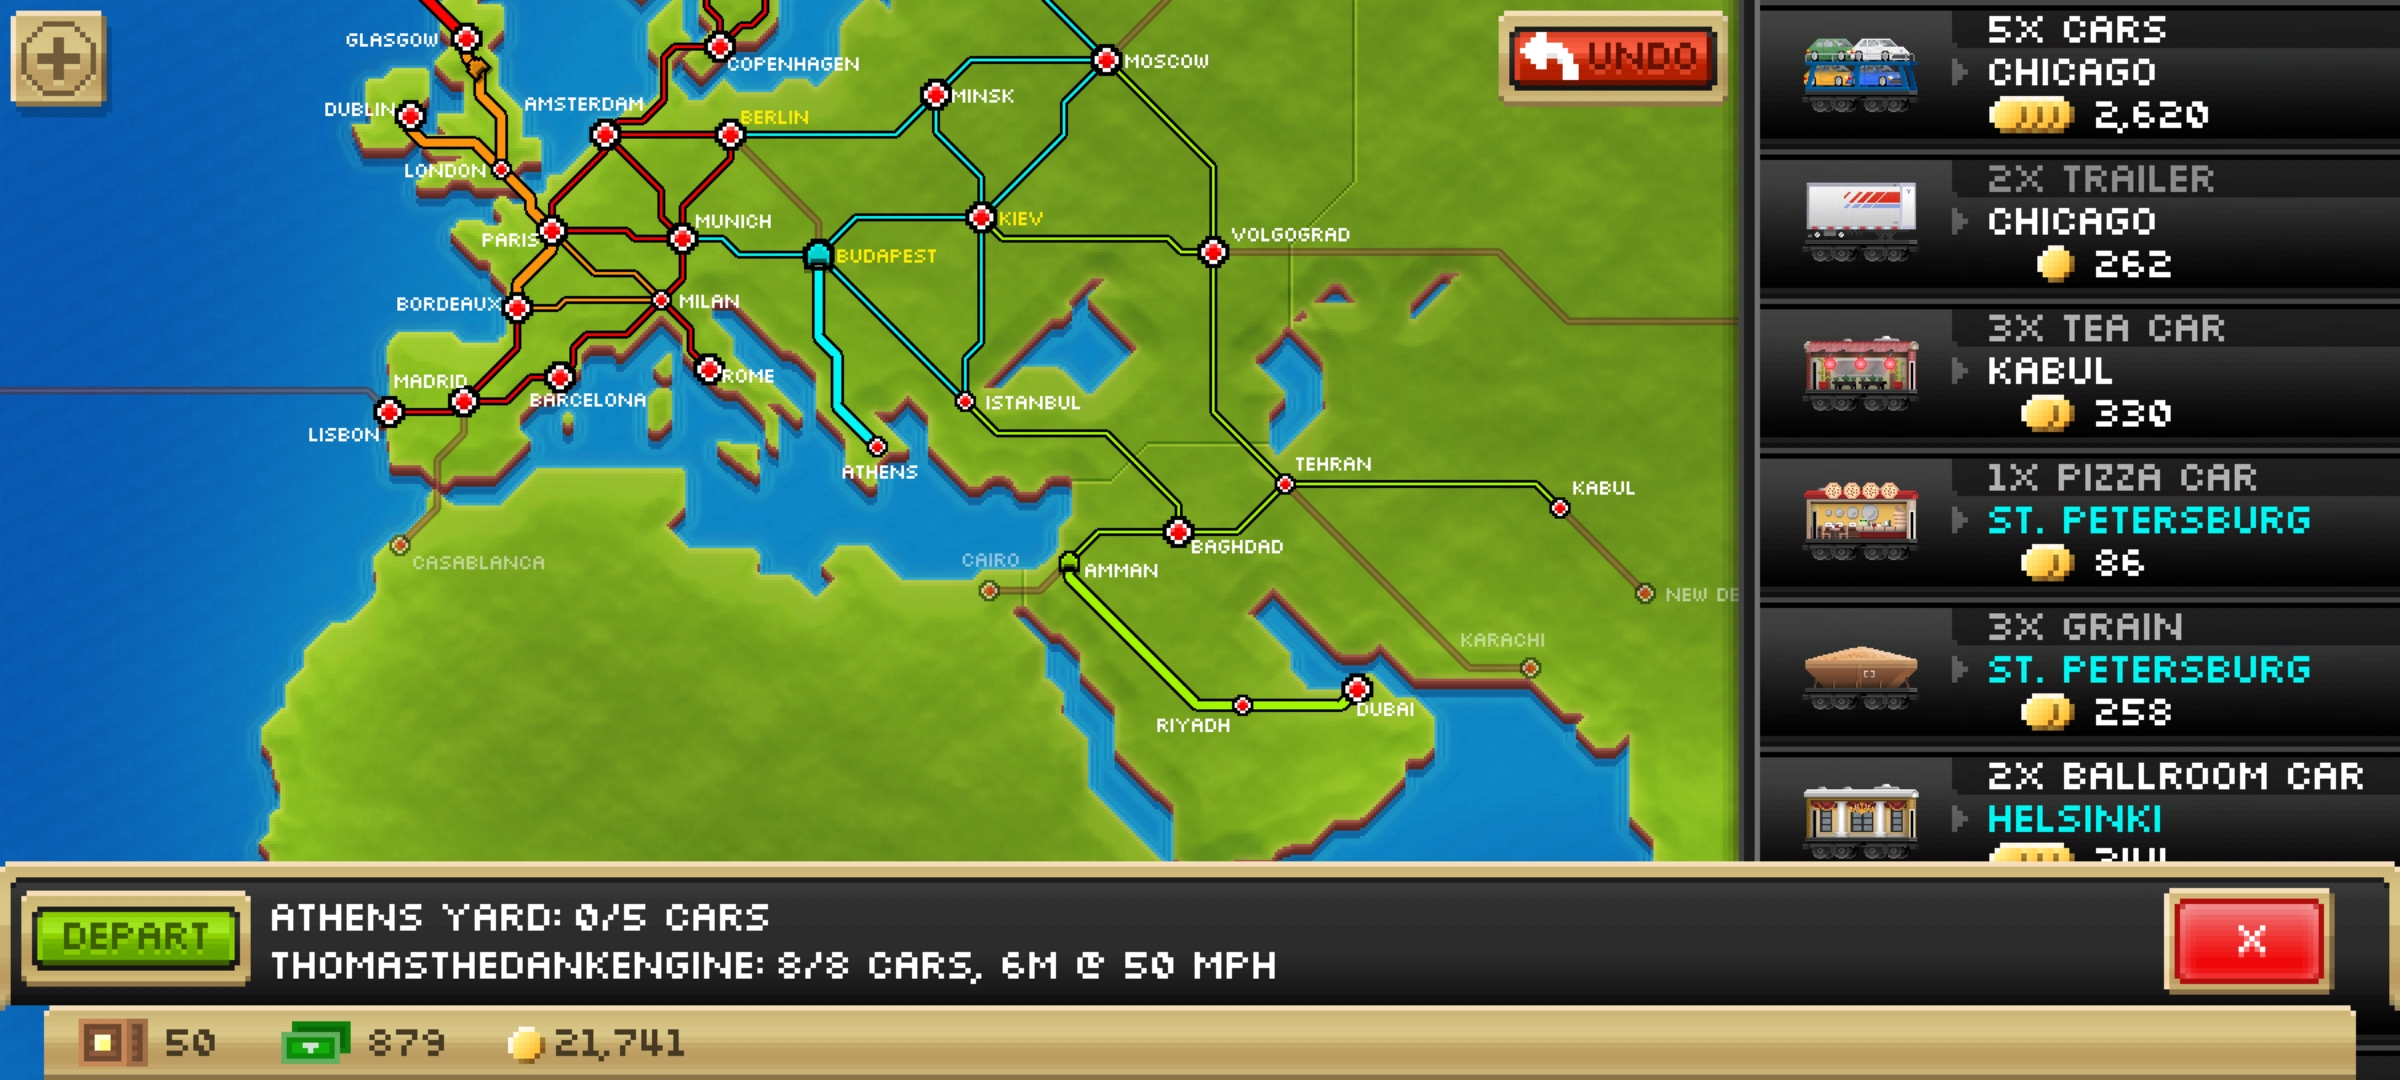 GLASGOW
COPENHAGEN
MOSCOW
UNDO
MINSK
DUBLIN
AMSTERDAM
BERLIN
LONDON
MUNICH
KIEV
PARIS
BUDAPEST
VOLGOGRAD
BORDEAUX
MILAN
MADRID
ROME
BARCELONA
ISTANBUL
LISBON
ATHENS
TEHRAN
KABUL
BAGHDAD
CASABLANCA
CAIRO
AMMAN
NEW DE
KARACHI
RIYADH
DUBAI
5X CARS
CHICAGO
2,620
2X TRAILER
CHICAGO
262
3X TEA CAR
KABUL
330
1X PIZZA CAR
ST. PETERSBURG
86
3X GRAIN
ST. PETERSBURG
258
2X BALLROOM CAR
HELSINKI
DEPART
ATHENS YARD: 0/5 CARS
THOMASTHEDANKENGINE: 8/8 CARS, 6M @ 50 MPH
X
50
879
21,741